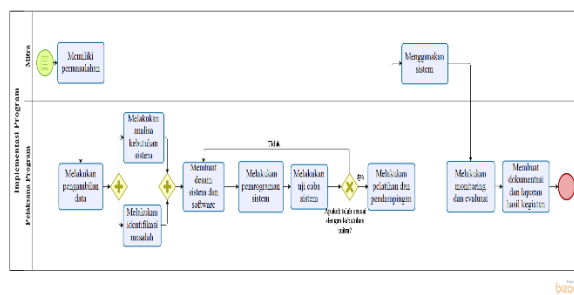 Implementasi Program
Mitra
Memiliki
permasalahan
Menggunakan
sistem
Pelaksana Program
Melakukan
pengambilan
data
Melakukan
analisa
kebutuhan
sistem
Melakukan
identifikasi
masalah
Membuat
desain
sistem dan
software
Tidak
Melakukan
pemrograman
sistem
Melakukan
uji coba
sistem
Iya
Apakah telah sesuai
dengan kebutuhan
mitra?
Melakukan
pelatihan dan
pendampingan
Melakukan
monitoring
dan evaluasi
Membuat
dokumentasi
dan laporan
hasil kegiatan